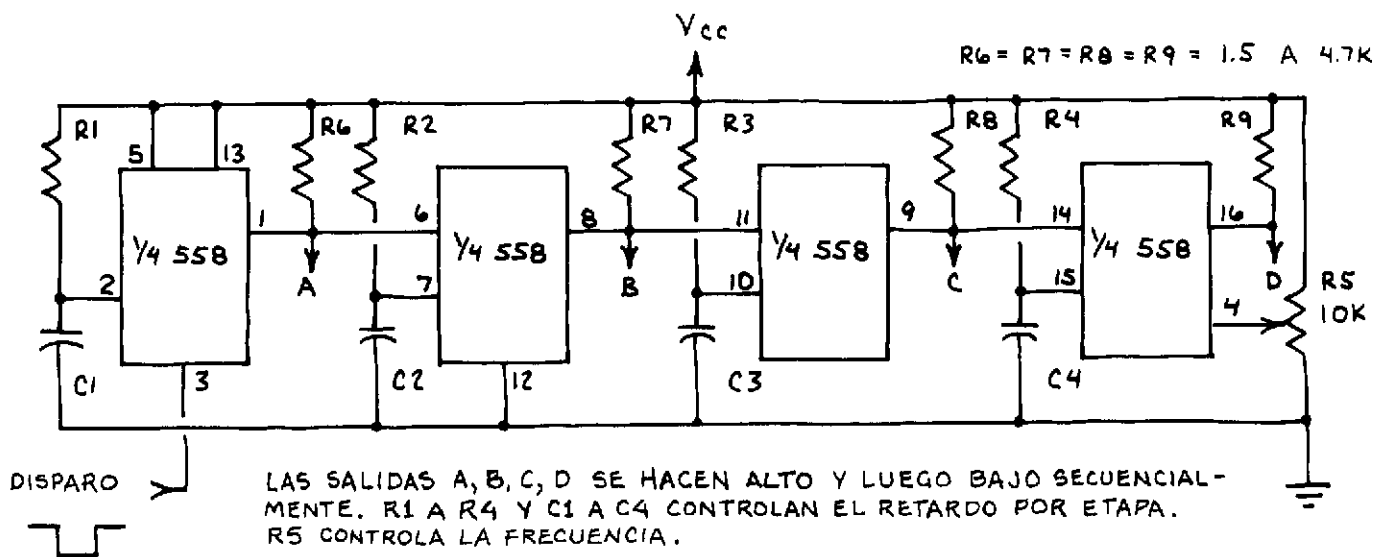 Vcc
R6 = R7 = R8 = R9 = 1.5 A 4.7K
R1
5
13
R6
R2
R7
R3
R8
R4
R9
1/4 558
1
2
3
C1
A
6
1/4 558
8
7
12
C2
B
11
1/4 558
9
10
C3
C
14
1/4 558
16
15
4
C4
D
R5
10K
DISPARO
LAS SALIDAS A, B, C, D SE HACEN ALTO Y LUEGO BAJO SECUENCIAL-
MENTE. R1 A R4 Y C1 A C4 CONTROLAN EL RETARDO POR ETAPA.
R5 CONTROLA LA FRECUENCIA.